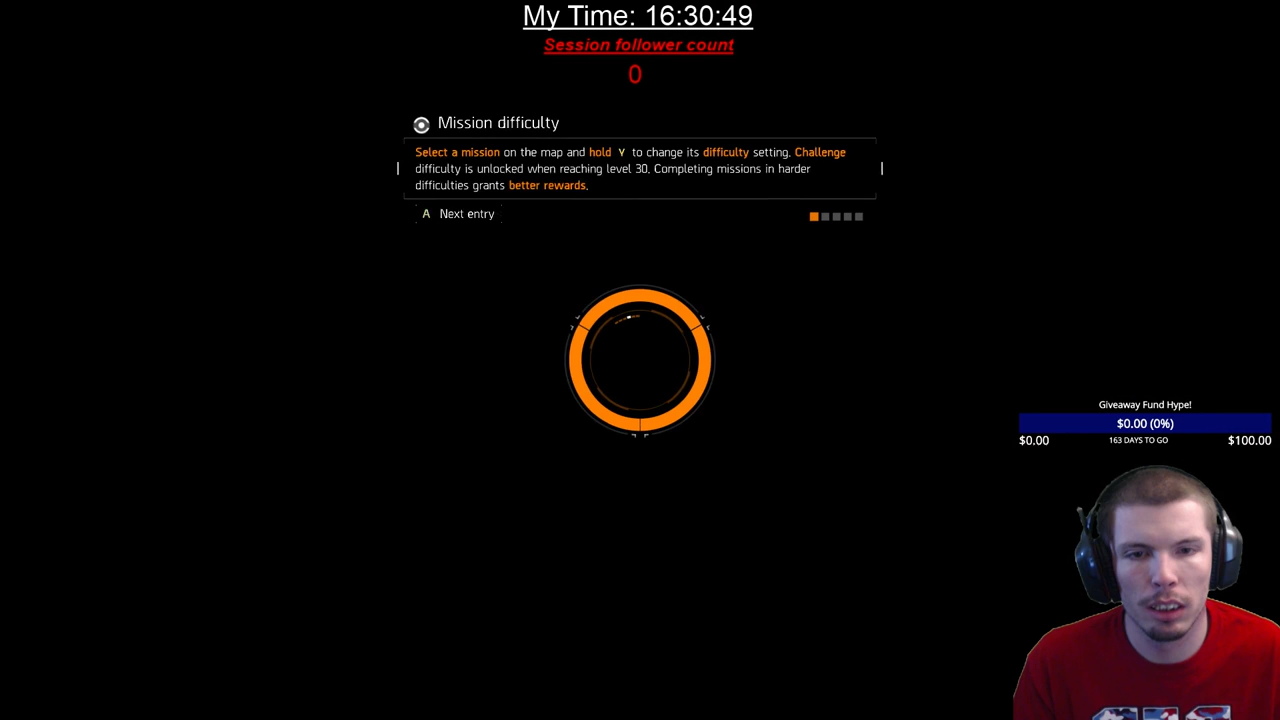 My Time: 16:30:49
Session follower count
0
Mission difficulty
Select a mission on the map and hold Y to change its difficulty setting. Challenge
difficulty is unlocked when reaching level 30. Completing missions in harder
difficulties grants better rewards.
A Next entry
Giveaway Fund Hype!
$0.00 (0%)
$0.00 163 DAYS TO GO $100.00